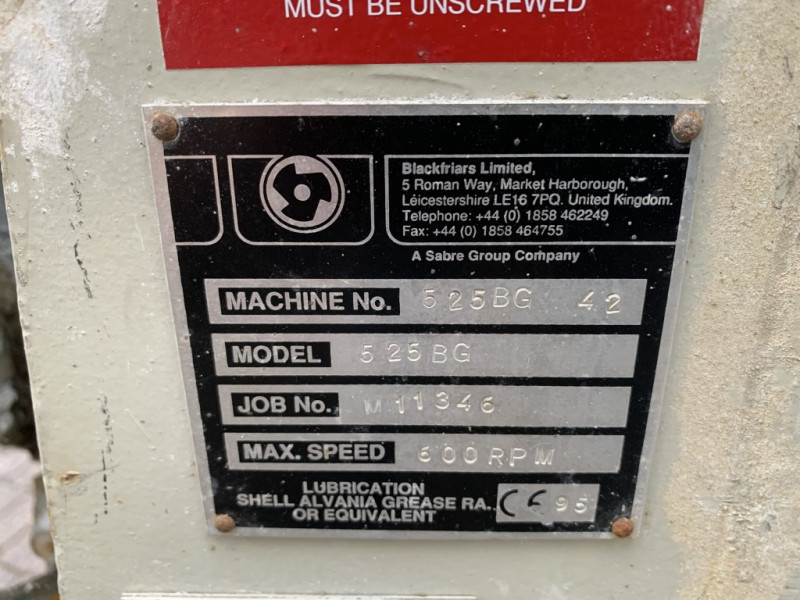 MUST BE UNSCREWED
Blackfriars Limited,
5 Roman Way, Market Harborough,
Leicestershire LE16 7PQ. United Kingdom.
Telephone: +44 (0) 1858 462249
Fax: +44 (0) 1858 464755
A Sabre Group Company
MACHINE No. 525BG 42
MODEL 525BG
JOB No. M11346
MAX. SPEED 600RPM
LUBRICATION
SHELL ALVANIA GREASE RA..
OR EQUIVALENT
CE 95